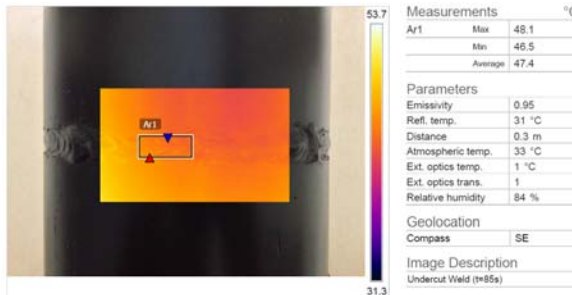 53.7
Ar1
31.3
Measurements °C
Ar1 Max 48.1
Min 46.5
Average 47.4
Parameters
Emissivity 0.95
Refl. temp. 31 °C
Distance 0.3 m
Atmospheric temp. 33 °C
Ext. optics temp. 1 °C
Ext. optics trans. 1
Relative humidity 84 %
Geolocation
Compass SE
Image Description
Undercut Weld (t=85s)